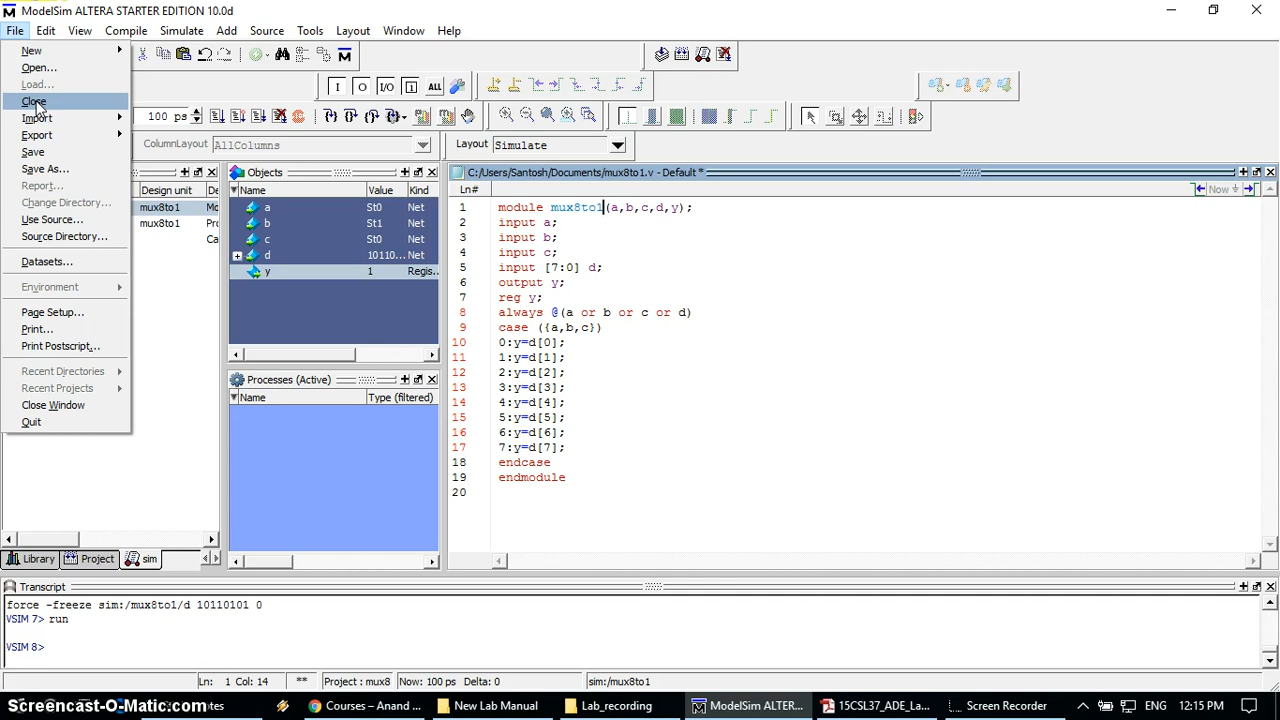 ModelSim ALTERA STARTER EDITION 10.0d
File Edit View Compile Simulate Add Source Tools Layout Window Help
New
Open...
Load...
Close
Import
Export
Save
Save As...
Report...
Change Directory...
Use Source...
Source Directory...
Datasets...
Environment
Page Setup...
Print...
Print Postscript...
Recent Directories
Recent Projects
Close Window
Quit
I O I/O 1 ALL
100 ps
ColumnLayout AllColumns
Layout Simulate
Design unit De
mux8to1 Mo
mux8to1 Pro
Ca
Library Project sim
Objects
Name Value Kind
a St0 Net
b St1 Net
c St0 Net
d 10110... Net
y 1 Regis...
Processes (Active)
Name Type (filtered)
C:/Users/Santosh/Documents/mux8to1.v - Default *
Ln# Now
1 module mux8to1(a,b,c,d,y);
2 input a;
3 input b;
4 input c;
5 input [7:0] d;
6 output y;
7 reg y;
8 always @(a or b or c or d)
9 case ({a,b,c})
10 0:y=d[0];
11 1:y=d[1];
12 2:y=d[2];
13 3:y=d[3];
14 4:y=d[4];
15 5:y=d[5];
16 6:y=d[6];
17 7:y=d[7];
18 endcase
19 endmodule
20
Transcript
force -freeze sim:/mux8to1/d 10110101 0
VSIM 7> run
VSIM 8>
Ln: 1 Col: 14 ** Project : mux8 Now: 100 ps Delta: 0 sim:/mux8to1
Screencast-O-Matic.com
Courses – Anand ... New Lab Manual Lab_recording ModelSim ALTER... 15CSL37_ADE_La... Screen Recorder ENG 12:15 PM